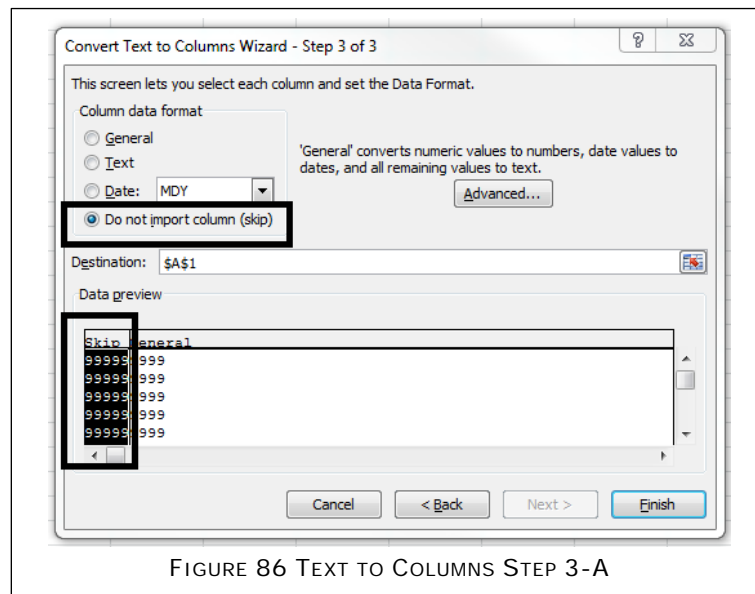 Convert Text to Columns Wizard - Step 3 of 3
This screen lets you select each column and set the Data Format.
Column data format
General
Text
Date: MDY
Do not import column (skip)
'General' converts numeric values to numbers, date values to
dates, and all remaining values to text.
Advanced...
Destination: $A$1
Data preview
Skip General
99999 999
99999 999
99999 999
99999 999
99999 999
Cancel
< Back
Next >
Finish
FIGURE 86 TEXT TO COLUMNS STEP 3-A